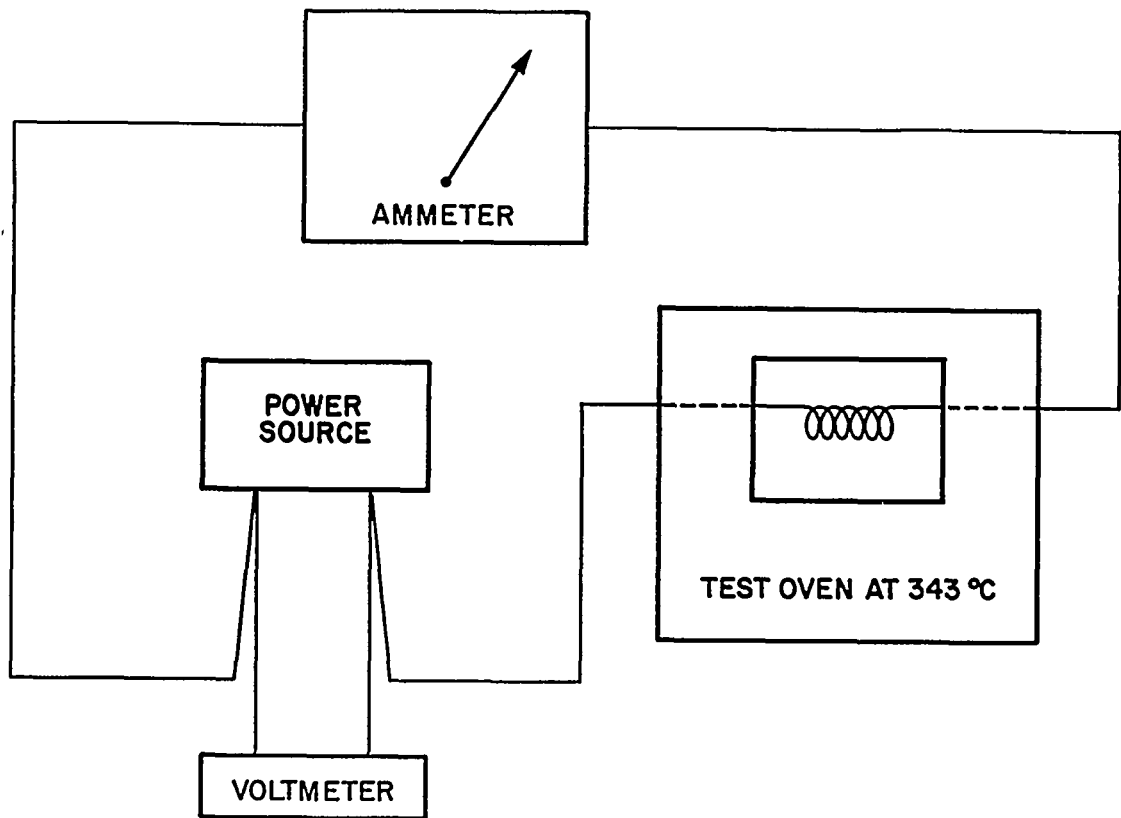 AMMETER
POWER
SOURCE
TEST OVEN AT 343 °C
VOLTMETER